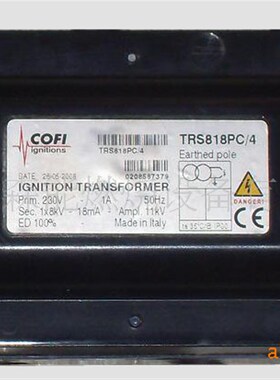 COFI
ignitions
TRS818PC/4
TRS818PC/4
Earthed pole
DATE: 26-05-2008
0208587379
IGNITION TRANSFORMER
Prim. 230V - 1A 50Hz
Sec. 1x8kV - 18mA - Ampl. 11kV
ED 100% - Made in Italy
DANGER!
CE